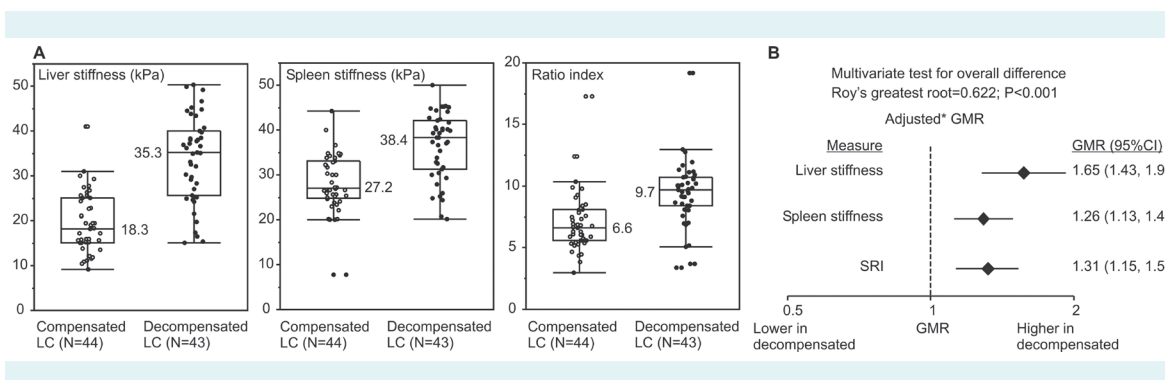 A
Liver stiffness (kPa)
50
40
30
20
10
0
35.3
18.3
Compensated
LC (N=44)
Decompensated
LC (N=43)
Spleen stiffness (kPa)
50
40
30
20
10
0
38.4
27.2
Compensated
LC (N=44)
Decompensated
LC (N=43)
Ratio index
20
15
10
5
0
9.7
6.6
Compensated
LC (N=44)
Decompensated
LC (N=43)
B
Multivariate test for overall difference
Roy's greatest root=0.622; P<0.001
Adjusted* GMR
Measure GMR (95%CI)
Liver stiffness 1.65 (1.43, 1.9
Spleen stiffness 1.26 (1.13, 1.4
SRI 1.31 (1.15, 1.5
0.5 1 2
Lower in
decompensated
GMR
Higher in
decompensated